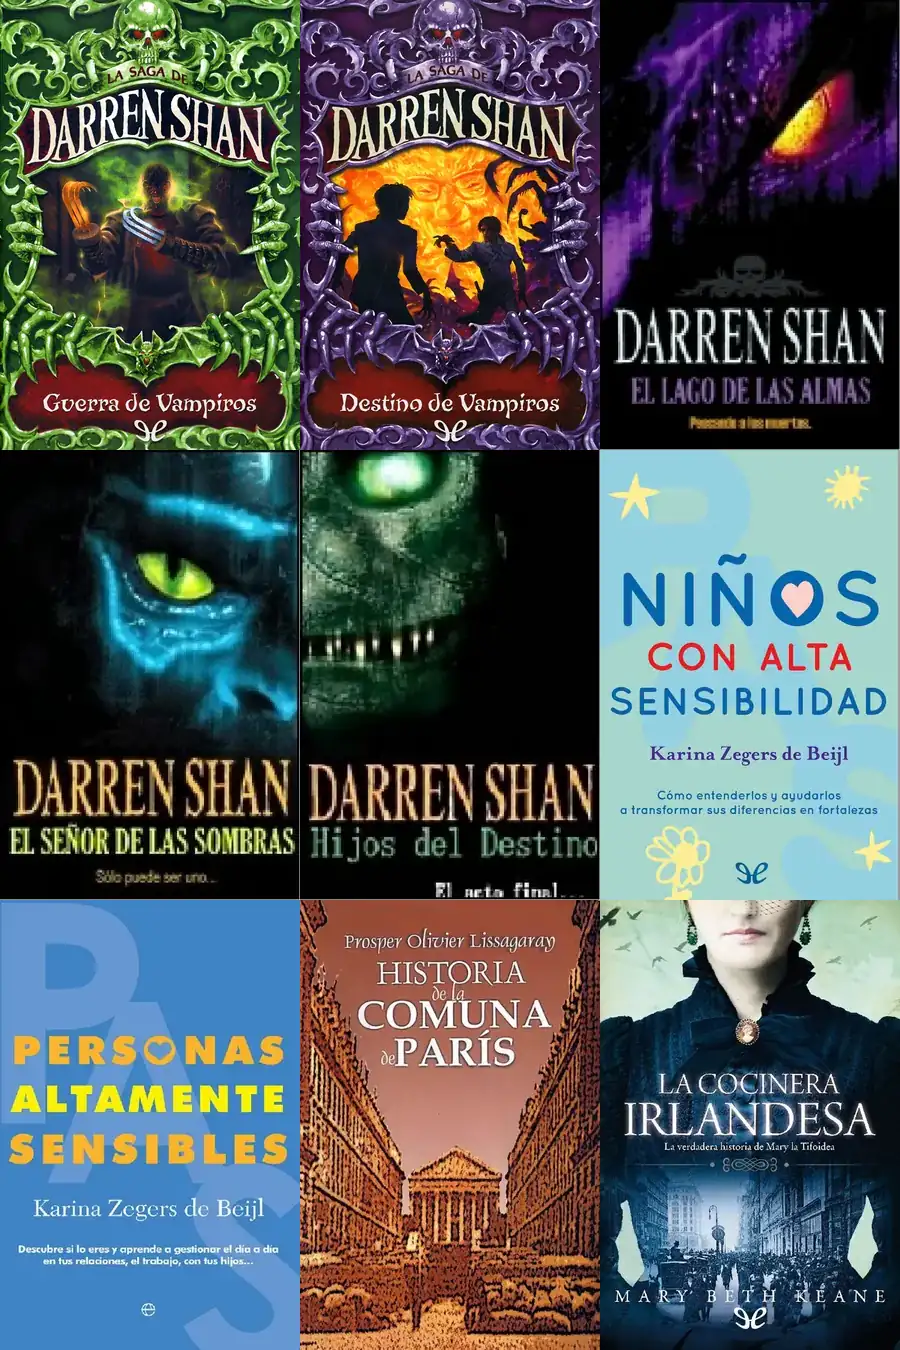 LA SAGA DE
DARREN SHAN
Guerra de Vampiros
LA SAGA DE
DARREN SHAN
Destino de Vampiros
DARREN SHAN
EL LAGO DE LAS ALMAS
Pescando a los muertos.
DARREN SHAN
EL SEÑOR DE LAS SOMBRAS
Sólo puede ser uno...
DARREN SHAN
Hijos del Destino
El acto final...
NIÑOS
CON ALTA
SENSIBILIDAD
Karina Zegers de Beijl
Cómo entenderlos y ayudarlos
a transformar sus diferencias en fortalezas
PAS
PERSONAS
ALTAMENTE
SENSIBLES
Karina Zegers de Beijl
Descubre si lo eres y aprende a gestionar el día a día
en tus relaciones, el trabajo, con tus hijos...
Prosper Olivier Lissagaray
HISTORIA
de la
COMUNA
de PARÍS
LA COCINERA
IRLANDESA
La verdadera historia de Mary la Tifoidea
MARY BETH KEANE